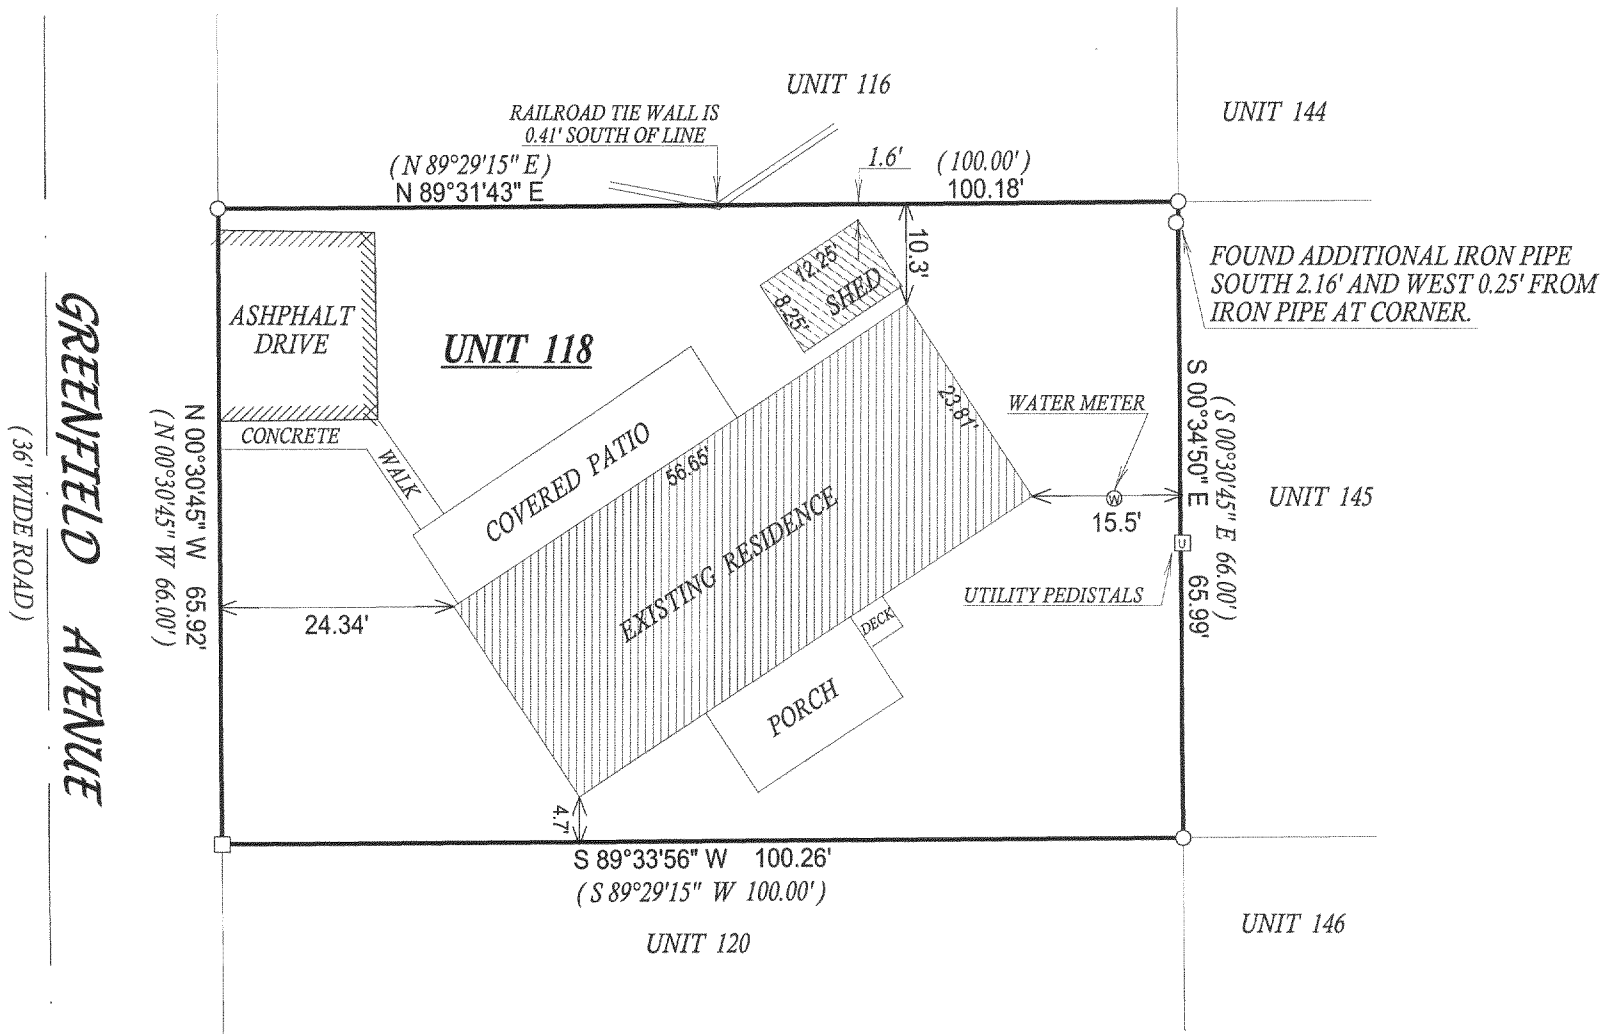 UNIT 116
UNIT 144
RAILROAD TIE WALL IS
0.41' SOUTH OF LINE
( N 89°29'15" E )
N 89°31'43" E
1.6'
( 100.00' )
100.18'
10.3'
FOUND ADDITIONAL IRON PIPE
SOUTH 2.16' AND WEST 0.25' FROM
IRON PIPE AT CORNER.
12.25'
8.25'
SHED
ASHPHALT
DRIVE
UNIT 118
CONCRETE
WALK
COVERED PATIO
56.65'
EXISTING RESIDENCE
23.81'
WATER METER
W
15.5'
UNIT 145
U
UTILITY PEDISTALS
S 00°34'50" E 65.99'
( S 00°30'45" E 66.00' )
GREENFIELD AVENUE
( 36' WIDE ROAD )
N 00°30'45" W 65.92'
( N 00°30'45" W 66.00' )
24.34'
DECK
PORCH
4.7'
S 89°33'56" W 100.26'
( S 89°29'15" W 100.00' )
UNIT 120
UNIT 146